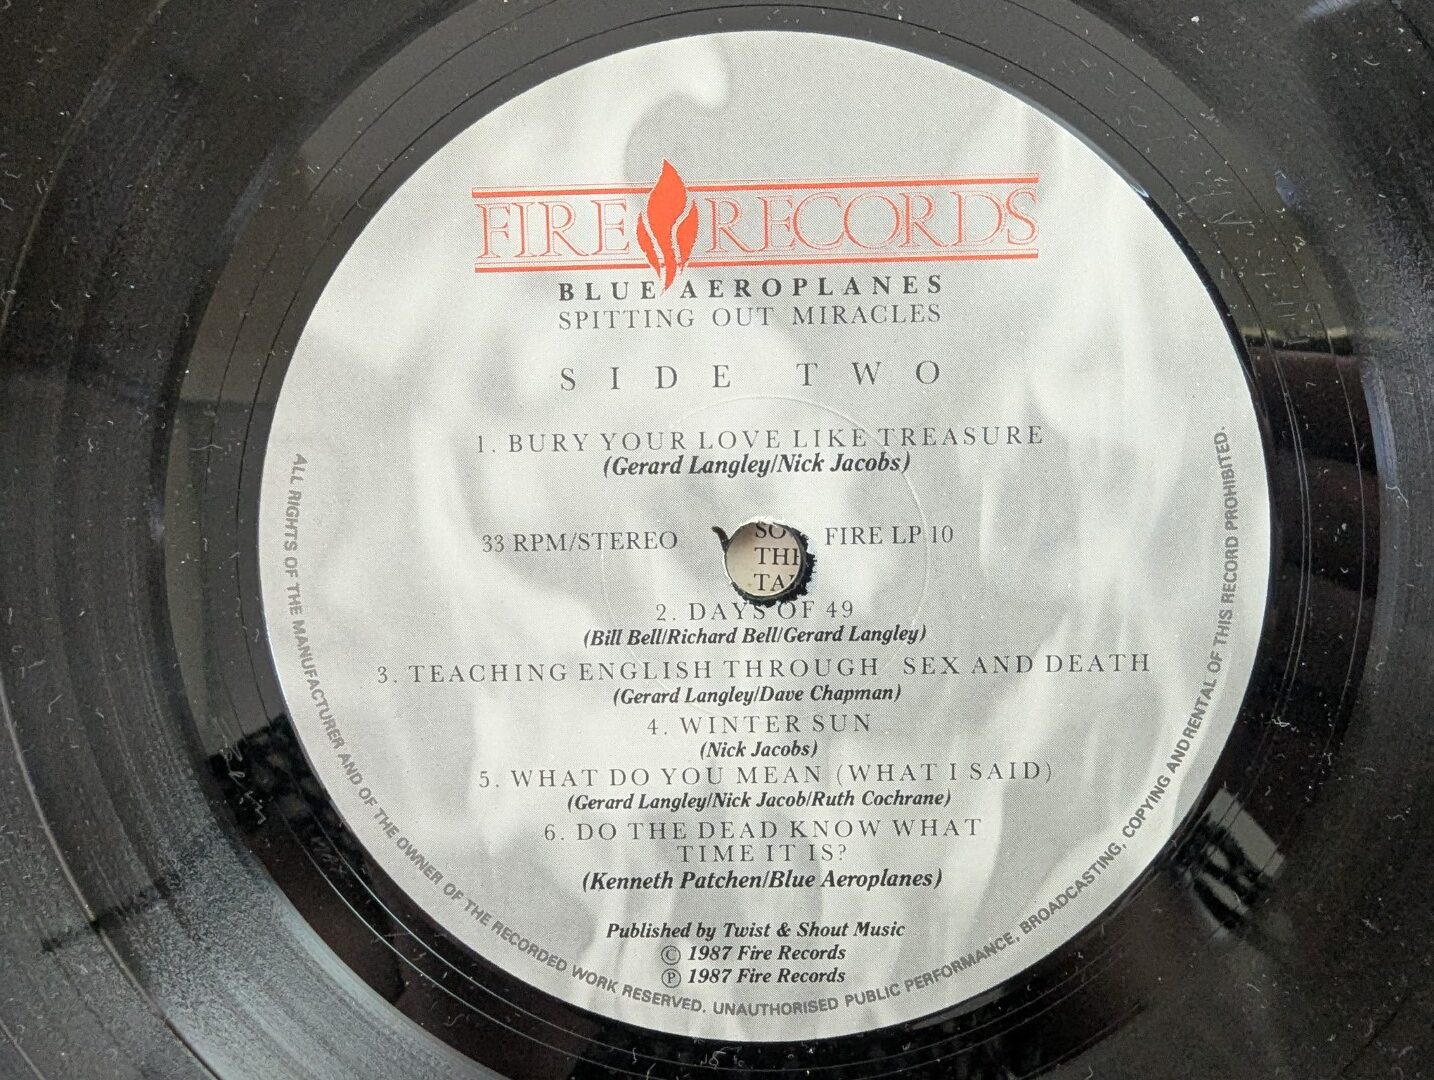 FIRE RECORDS
BLUE AEROPLANES
SPITTING OUT MIRACLES
SIDE TWO
1. BURY YOUR LOVE LIKE TREASURE
(Gerard Langley/Nick Jacobs)
33 RPM/STEREO
FIRE LP 10
2. DAYS OF 49
(Bill Bell/Richard Bell/Gerard Langley)
3. TEACHING ENGLISH THROUGH SEX AND DEATH
(Gerard Langley/Dave Chapman)
4. WINTER SUN
(Nick Jacobs)
5. WHAT DO YOU MEAN (WHAT I SAID)
(Gerard Langley/Nick Jacob/Ruth Cochrane)
6. DO THE DEAD KNOW WHAT
TIME IT IS?
(Kenneth Patchen/Blue Aeroplanes)
Published by Twist & Shout Music
© 1987 Fire Records
℗ 1987 Fire Records
ALL RIGHTS OF THE MANUFACTURER AND OF THE OWNER OF THE RECORDED WORK RESERVED. UNAUTHORISED PUBLIC PERFORMANCE, BROADCASTING, COPYING AND RENTAL OF THIS RECORD PROHIBITED.